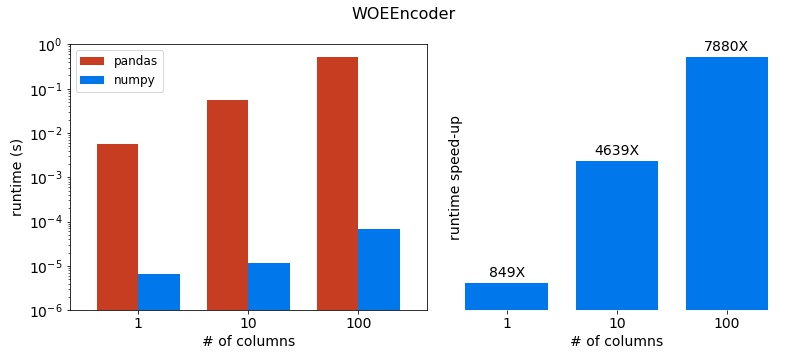 WOEEncoder
pandas
numpy
runtime (s)
10^0
10^-1
10^-2
10^-3
10^-4
10^-5
10^-6
1
10
100
# of columns
runtime speed-up
849X
4639X
7880X
1
10
100
# of columns